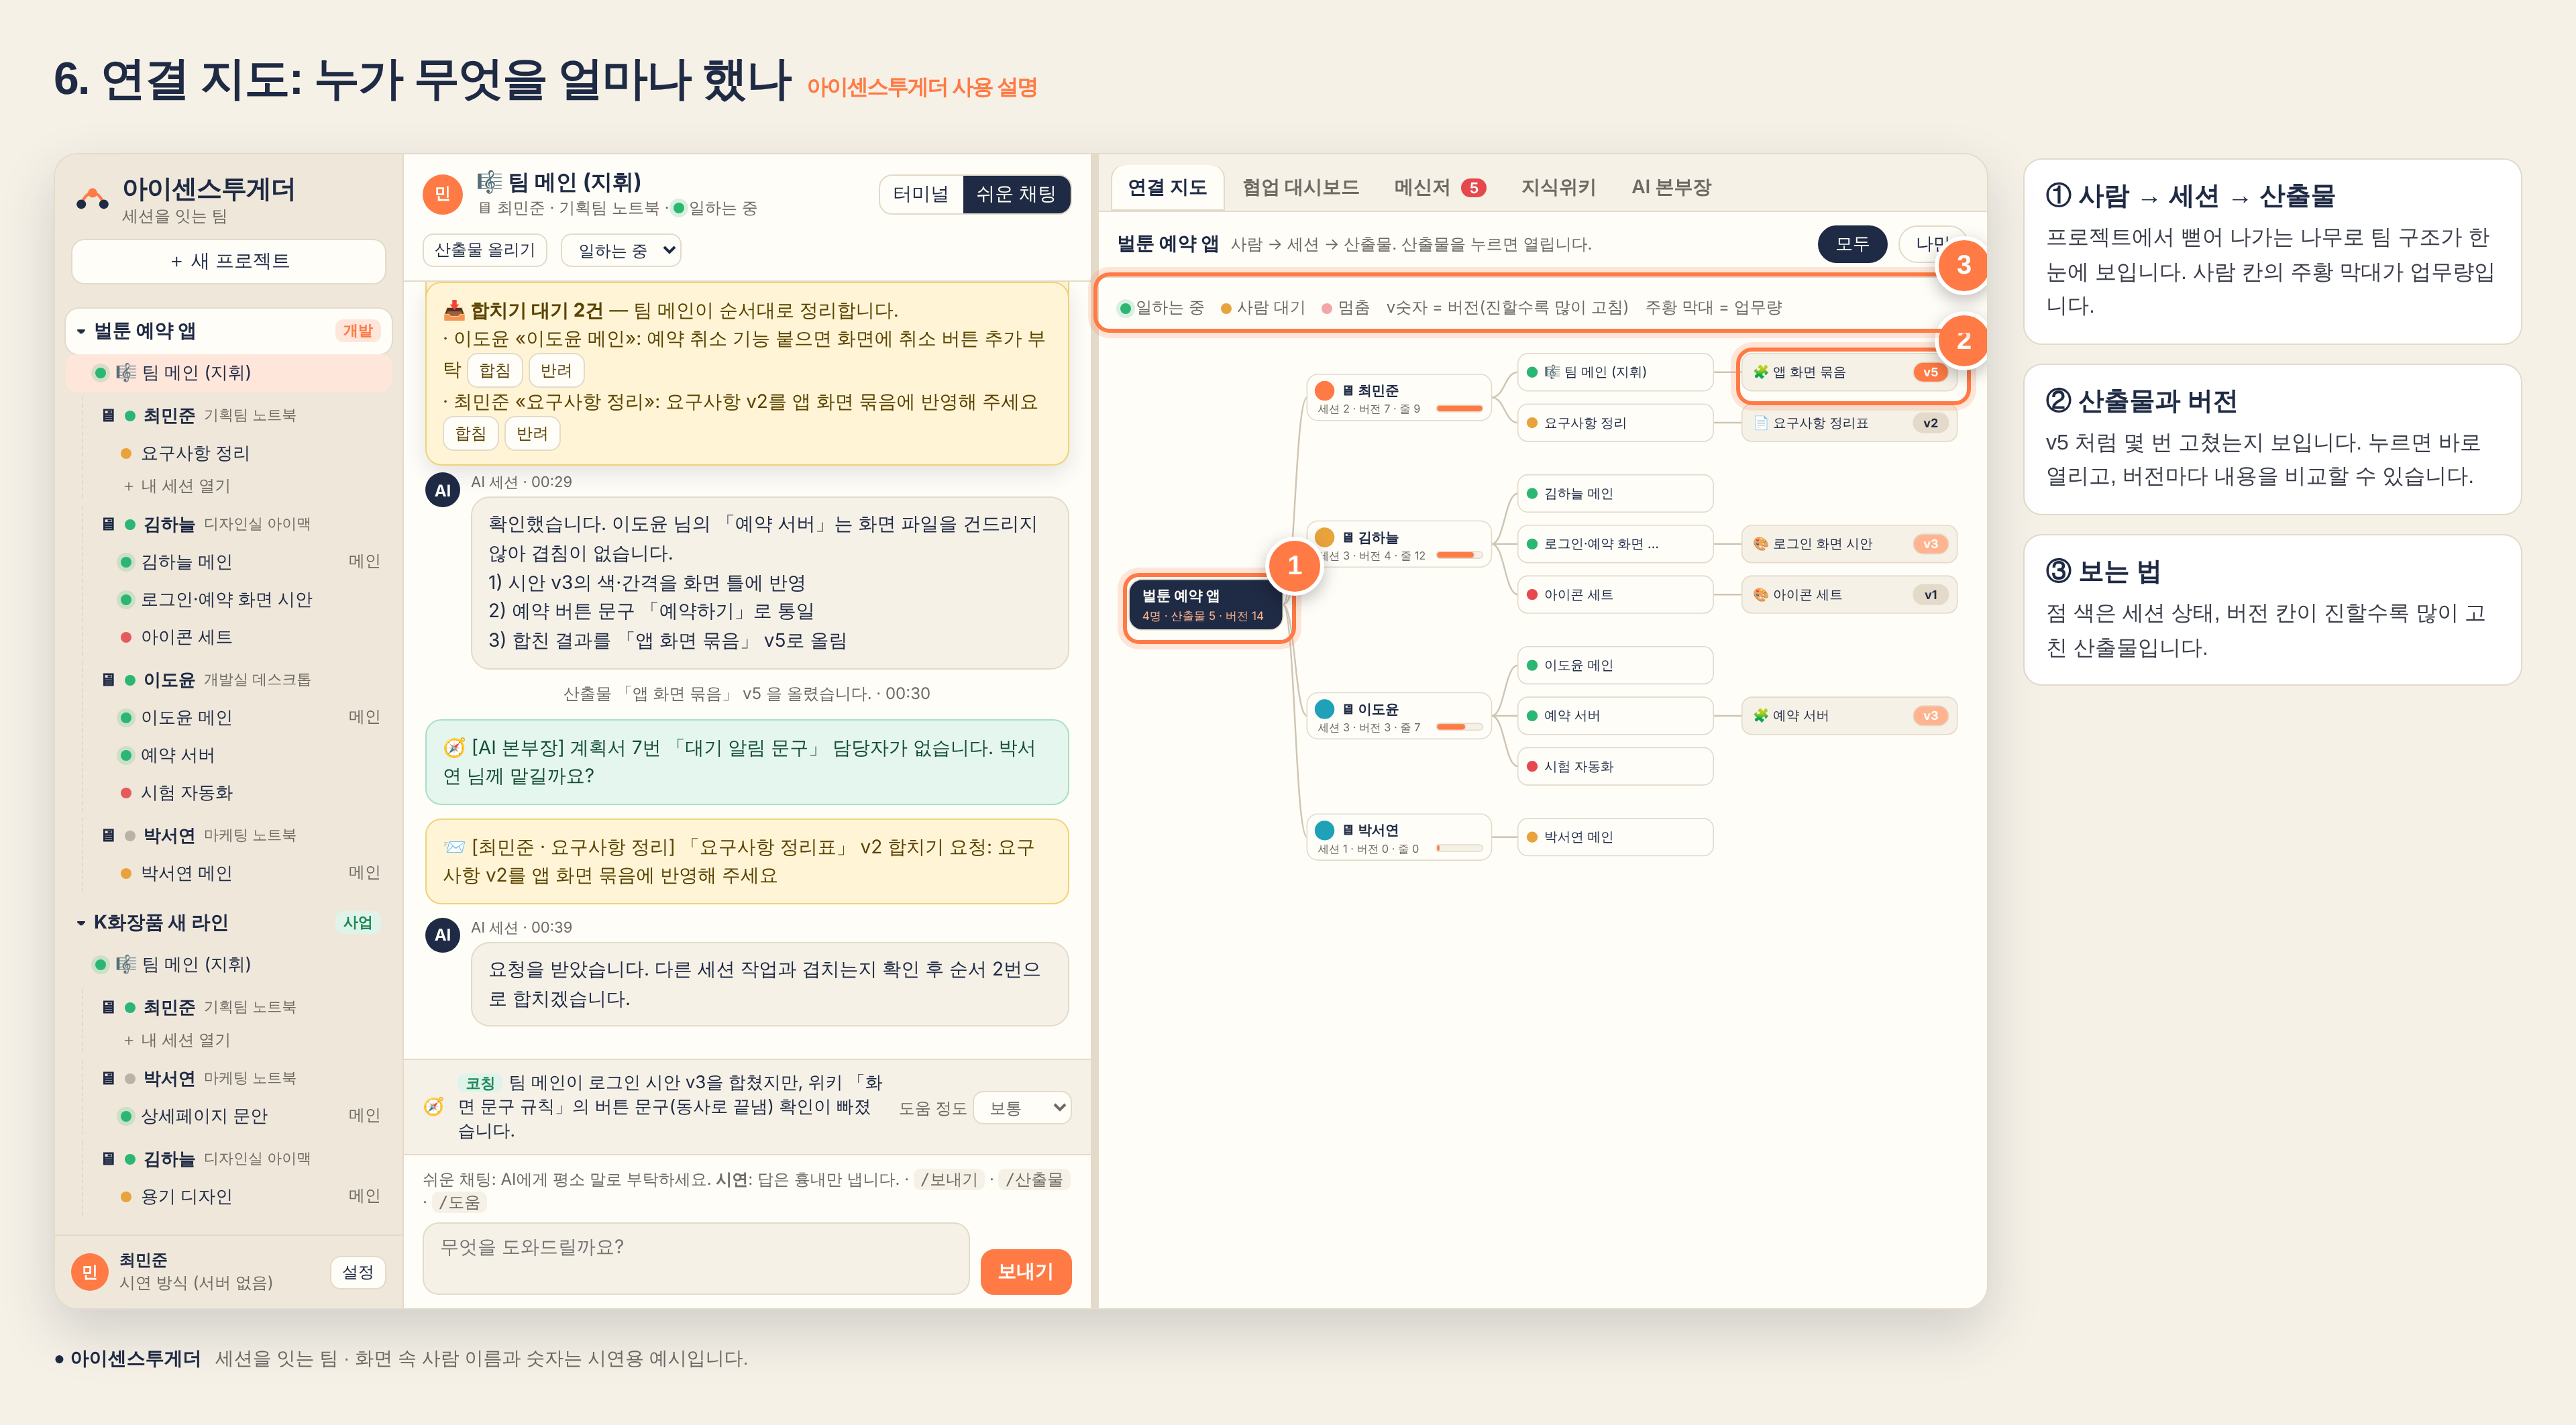 6. 연결 지도: 누가 무엇을 얼마나 했나 아이센스투게더 사용 설명
아이센스투게더
세션을 잇는 팀
+ 새 프로젝트
벌툰 예약 앱 개발
팀 메인 (지휘)
최민준 기획팀 노트북
요구사항 정리
+ 내 세션 열기
김하늘 디자인실 아이맥
김하늘 메인 메인
로그인·예약 화면 시안
아이콘 세트
이도윤 개발실 데스크톱
이도윤 메인 메인
예약 서버
시험 자동화
박서연 마케팅 노트북
박서연 메인 메인
K화장품 새 라인 사업
팀 메인 (지휘)
최민준 기획팀 노트북
+ 내 세션 열기
박서연 마케팅 노트북
상세페이지 문안 메인
김하늘 디자인실 아이맥
용기 디자인 메인
민 최민준
시연 방식 (서버 없음)
설정
민 팀 메인 (지휘)
최민준 · 기획팀 노트북 · 일하는 중
터미널 쉬운 채팅
산출물 올리기 일하는 중
합치기 대기 2건 — 팀 메인이 순서대로 정리합니다.
· 이도윤 «이도윤 메인»: 예약 취소 기능 붙으면 화면에 취소 버튼 추가 부
탁 합침 반려
· 최민준 «요구사항 정리»: 요구사항 v2를 앱 화면 묶음에 반영해 주세요
합침 반려
AI AI 세션 · 00:29
확인했습니다. 이도윤 님의 「예약 서버」는 화면 파일을 건드리지
않아 겹침이 없습니다.
1) 시안 v3의 색·간격을 화면 틀에 반영
2) 예약 버튼 문구 「예약하기」로 통일
3) 합친 결과를 「앱 화면 묶음」 v5로 올림
산출물 「앱 화면 묶음」 v5 을 올렸습니다. · 00:30
[AI 본부장] 계획서 7번 「대기 알림 문구」 담당자가 없습니다. 박서
연 님께 맡길까요?
[최민준 · 요구사항 정리] 「요구사항 정리표」 v2 합치기 요청: 요구
사항 v2를 앱 화면 묶음에 반영해 주세요
AI AI 세션 · 00:39
요청을 받았습니다. 다른 세션 작업과 겹치는지 확인 후 순서 2번으
로 합치겠습니다.
코칭 팀 메인이 로그인 시안 v3을 합쳤지만, 위키 「화
면 문구 규칙」의 버튼 문구(동사로 끝냄) 확인이 빠졌
습니다.
도움 정도 보통
쉬운 채팅: AI에게 평소 말로 부탁하세요. 시연: 답은 흉내만 냅니다. · /보내기 · /산출물
· /도움
무엇을 도와드릴까요?
보내기
연결 지도 협업 대시보드 메신저 5 지식위키 AI 본부장
벌툰 예약 앱 사람 → 세션 → 산출물. 산출물을 누르면 열립니다.
모두 나만
3
일하는 중 사람 대기 멈춤 v숫자 = 버전(진할수록 많이 고침) 주황 막대 = 업무량
2
1
벌툰 예약 앱
4명 · 산출물 5 · 버전 14
최민준
세션 2 · 버전 7 · 줄 9
팀 메인 (지휘) 앱 화면 묶음 v5
요구사항 정리 요구사항 정리표 v2
김하늘
세션 3 · 버전 4 · 줄 12
김하늘 메인
로그인·예약 화면 ... 로그인 화면 시안 v3
아이콘 세트 아이콘 세트 v1
이도윤
세션 3 · 버전 3 · 줄 7
이도윤 메인
예약 서버 예약 서버 v3
시험 자동화
박서연
세션 1 · 버전 0 · 줄 0
박서연 메인
① 사람 → 세션 → 산출물
프로젝트에서 뻗어 나가는 나무로 팀 구조가 한
눈에 보입니다. 사람 칸의 주황 막대가 업무량입
니다.
② 산출물과 버전
v5 처럼 몇 번 고쳤는지 보입니다. 누르면 바로
열리고, 버전마다 내용을 비교할 수 있습니다.
③ 보는 법
점 색은 세션 상태, 버전 칸이 진할수록 많이 고
친 산출물입니다.
● 아이센스투게더 세션을 잇는 팀 · 화면 속 사람 이름과 숫자는 시연용 예시입니다.